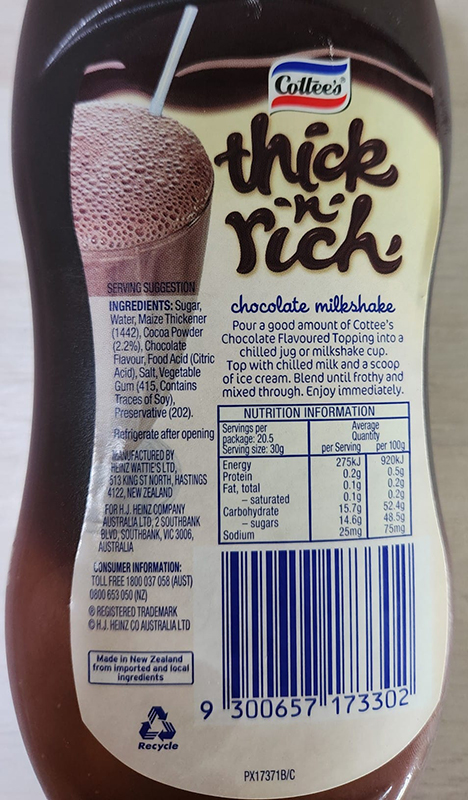 Cottee's®
thick
-n-
rich
SERVING SUGGESTION
INGREDIENTS: Sugar,
Water, Maize Thickener
(1442), Cocoa Powder
(2.2%), Chocolate
Flavour, Food Acid (Citric
Acid), Salt, Vegetable
Gum (415, Contains
Traces of Soy),
Preservative (202).
Refrigerate after opening
MANUFACTURED BY
HEINZ WATTIE'S LTD,
513 KING ST NORTH, HASTINGS
4122, NEW ZEALAND
FOR H.J. HEINZ COMPANY
AUSTRALIA LTD, 2 SOUTHBANK
BLVD, SOUTHBANK, VIC 3006,
AUSTRALIA
CONSUMER INFORMATION:
TOLL FREE 1800 037 058 (AUST)
0800 653 050 (NZ)
® REGISTERED TRADEMARK
© H.J. HEINZ CO AUSTRALIA LTD
Made in New Zealand
from imported and local
ingredients
Recycle
chocolate milkshake
Pour a good amount of Cottee's
Chocolate Flavoured Topping into a
chilled jug or milkshake cup.
Top with chilled milk and a scoop
of ice cream. Blend until frothy and
mixed through. Enjoy immediately.
NUTRITION INFORMATION
Servings per package: 20.5
Serving size: 30g
Average Quantity
per Serving per 100g
Energy 275kJ 920kJ
Protein 0.2g 0.5g
Fat, total 0.1g 0.2g
– saturated 0.1g 0.2g
Carbohydrate 15.7g 52.4g
– sugars 14.6g 48.5g
Sodium 25mg 75mg
9 300657 173302
PX17371B/C